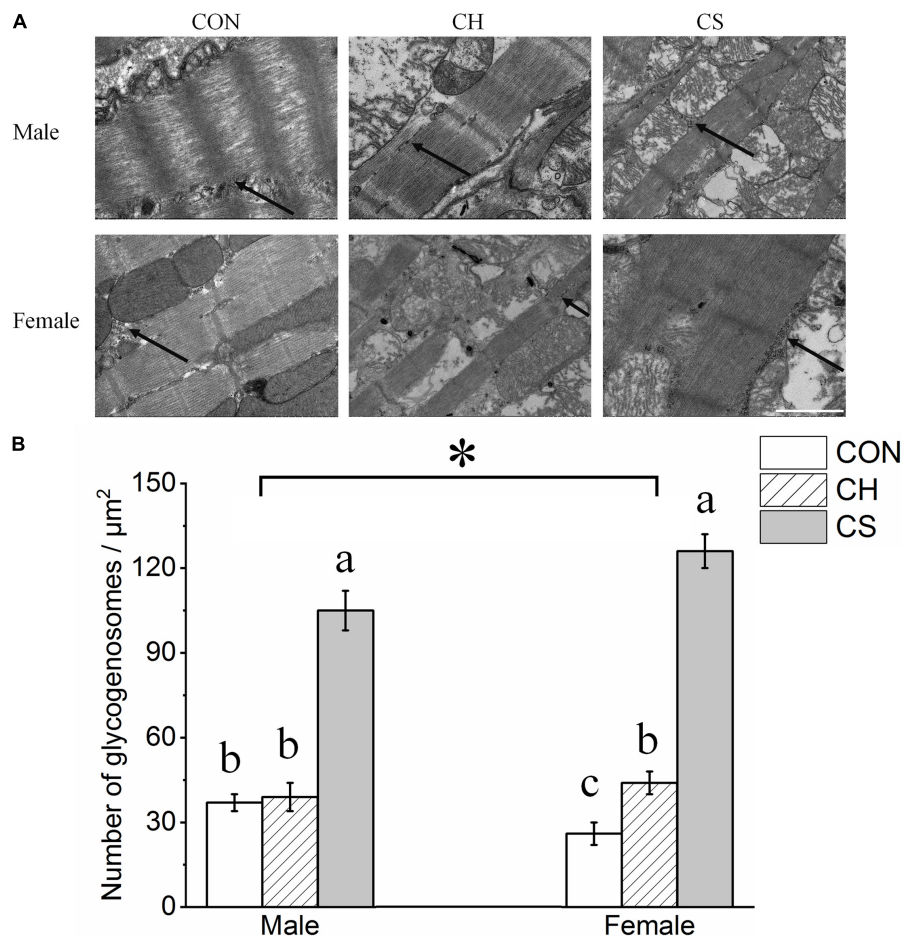 A
CON CH CS
Male
Female
B
*
CON
CH
CS
Number of glycogenosomes / μm²
150
120
90
60
30
0
b b a
c b a
Male Female